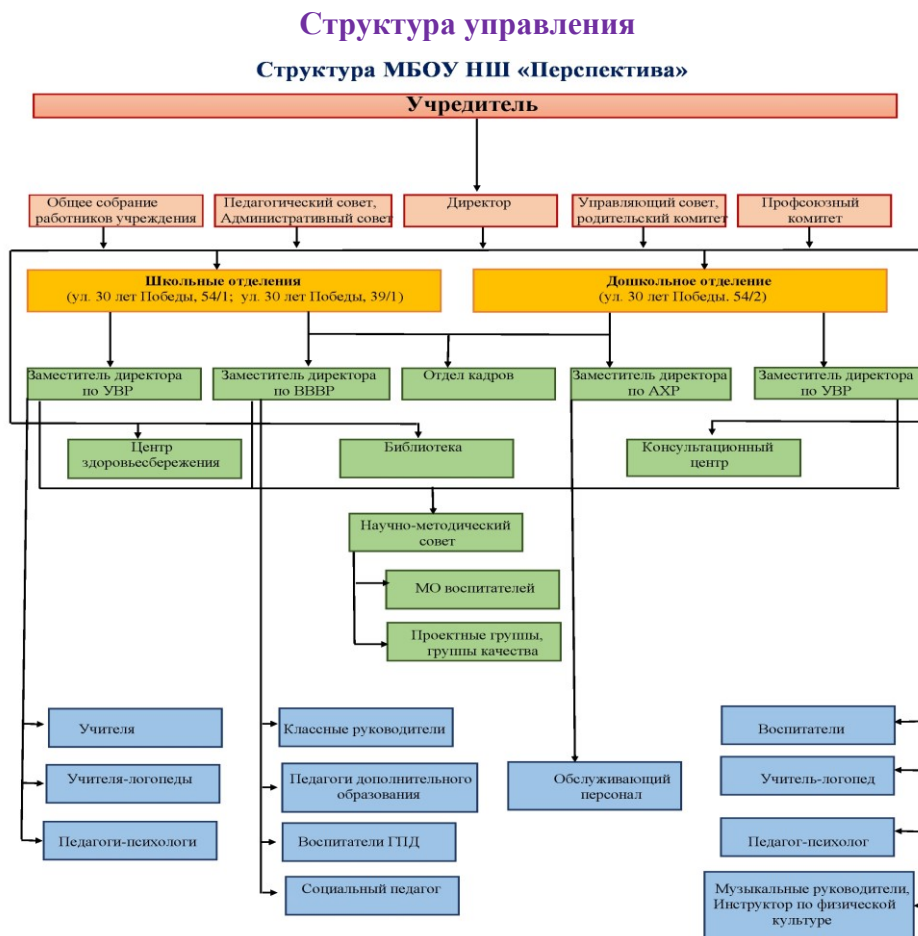 Структура управления
Структура МБОУ НШ «Перспектива»
Учредитель
Общее собрание
работников учреждения
Педагогический совет,
Административный совет
Директор
Управляющий совет,
родительский комитет
Профсоюзный
комитет
Школьные отделения
(ул. 30 лет Победы, 54/1; ул. 30 лет Победы, 39/1)
Дошкольное отделение
(ул. 30 лет Победы. 54/2)
Заместитель директора
по УВР
Заместитель директора
по ВВВР
Отдел кадров
Заместитель директора
по АХР
Заместитель директора
по УВР
Центр
здоровьесбережения
Библиотека
Консультационный
центр
Научно-методический
совет
МО воспитателей
Проектные группы,
группы качества
Учителя
Учителя-логопеды
Педагоги-психологи
Классные руководители
Педагоги дополнительного
образования
Воспитатели ГПД
Социальный педагог
Обслуживающий
персонал
Воспитатели
Учитель-логопед
Педагог-психолог
Музыкальные руководители,
Инструктор по физической
культуре